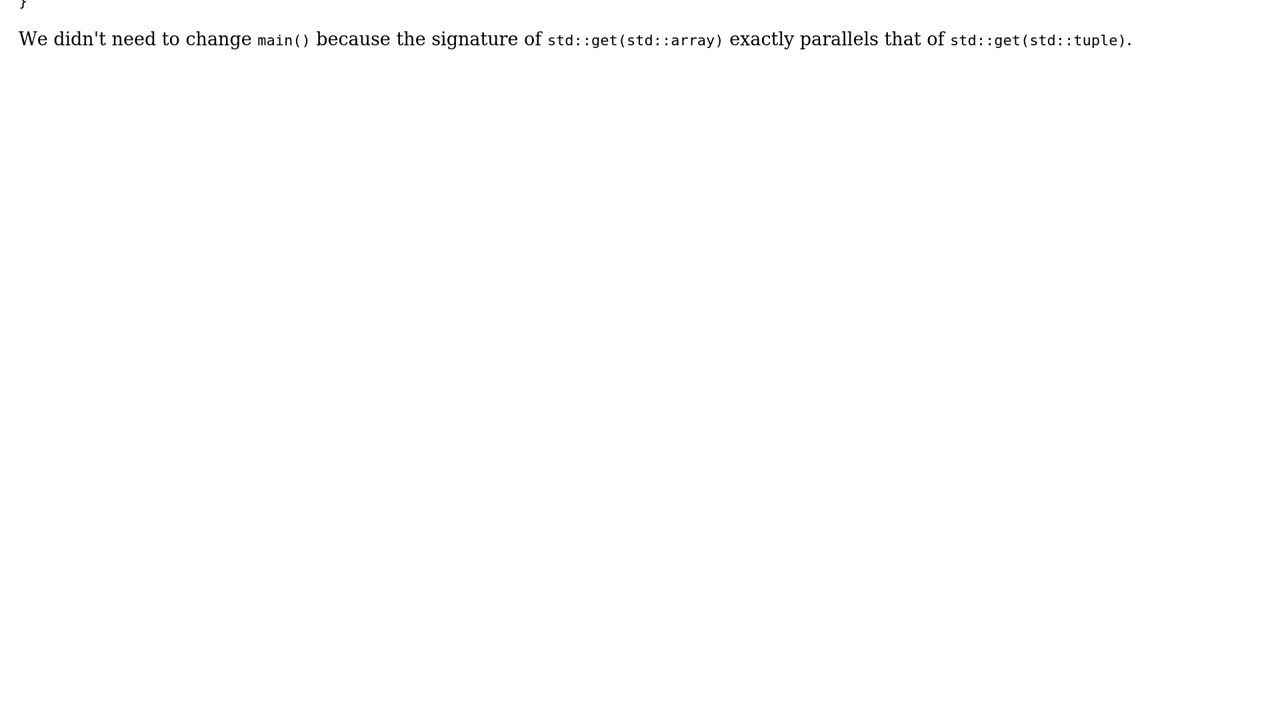 }
We didn't need to change main() because the signature of std::get(std::array) exactly parallels that of std::get(std::tuple).